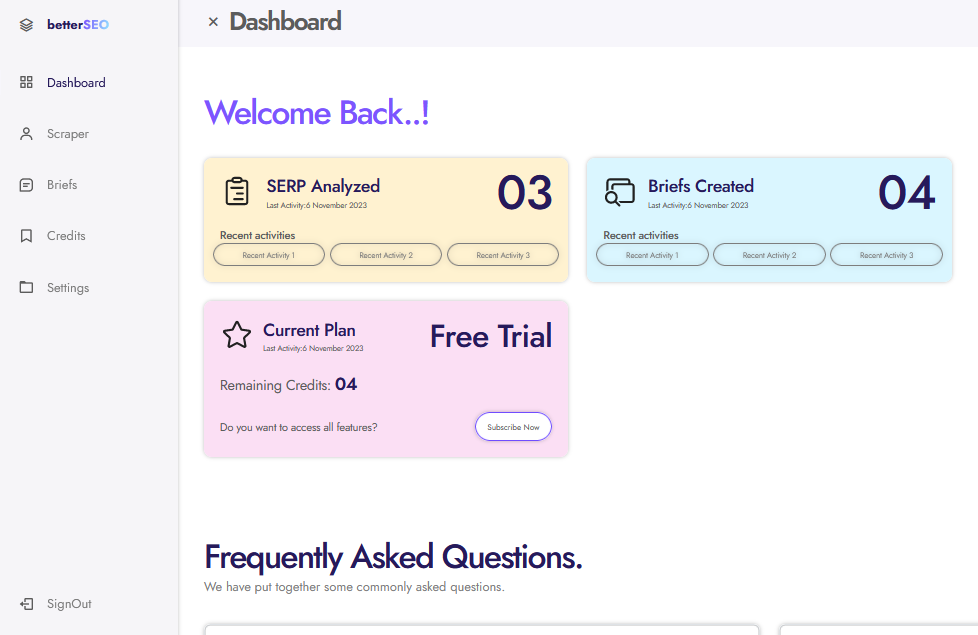 betterSEO
Dashboard
Scraper
Briefs
Credits
Settings
SignOut
Dashboard
Welcome Back..!
SERP Analyzed
Last Activity:6 November 2023
03
Recent activities
Recent Activity 1
Recent Activity 2
Recent Activity 3
Briefs Created
Last Activity:6 November 2023
04
Recent activities
Recent Activity 1
Recent Activity 2
Recent Activity 3
Current Plan
Last Activity:6 November 2023
Free Trial
Remaining Credits: 04
Do you want to access all features?
Subscribe Now
Frequently Asked Questions.
We have put together some commonly asked questions.